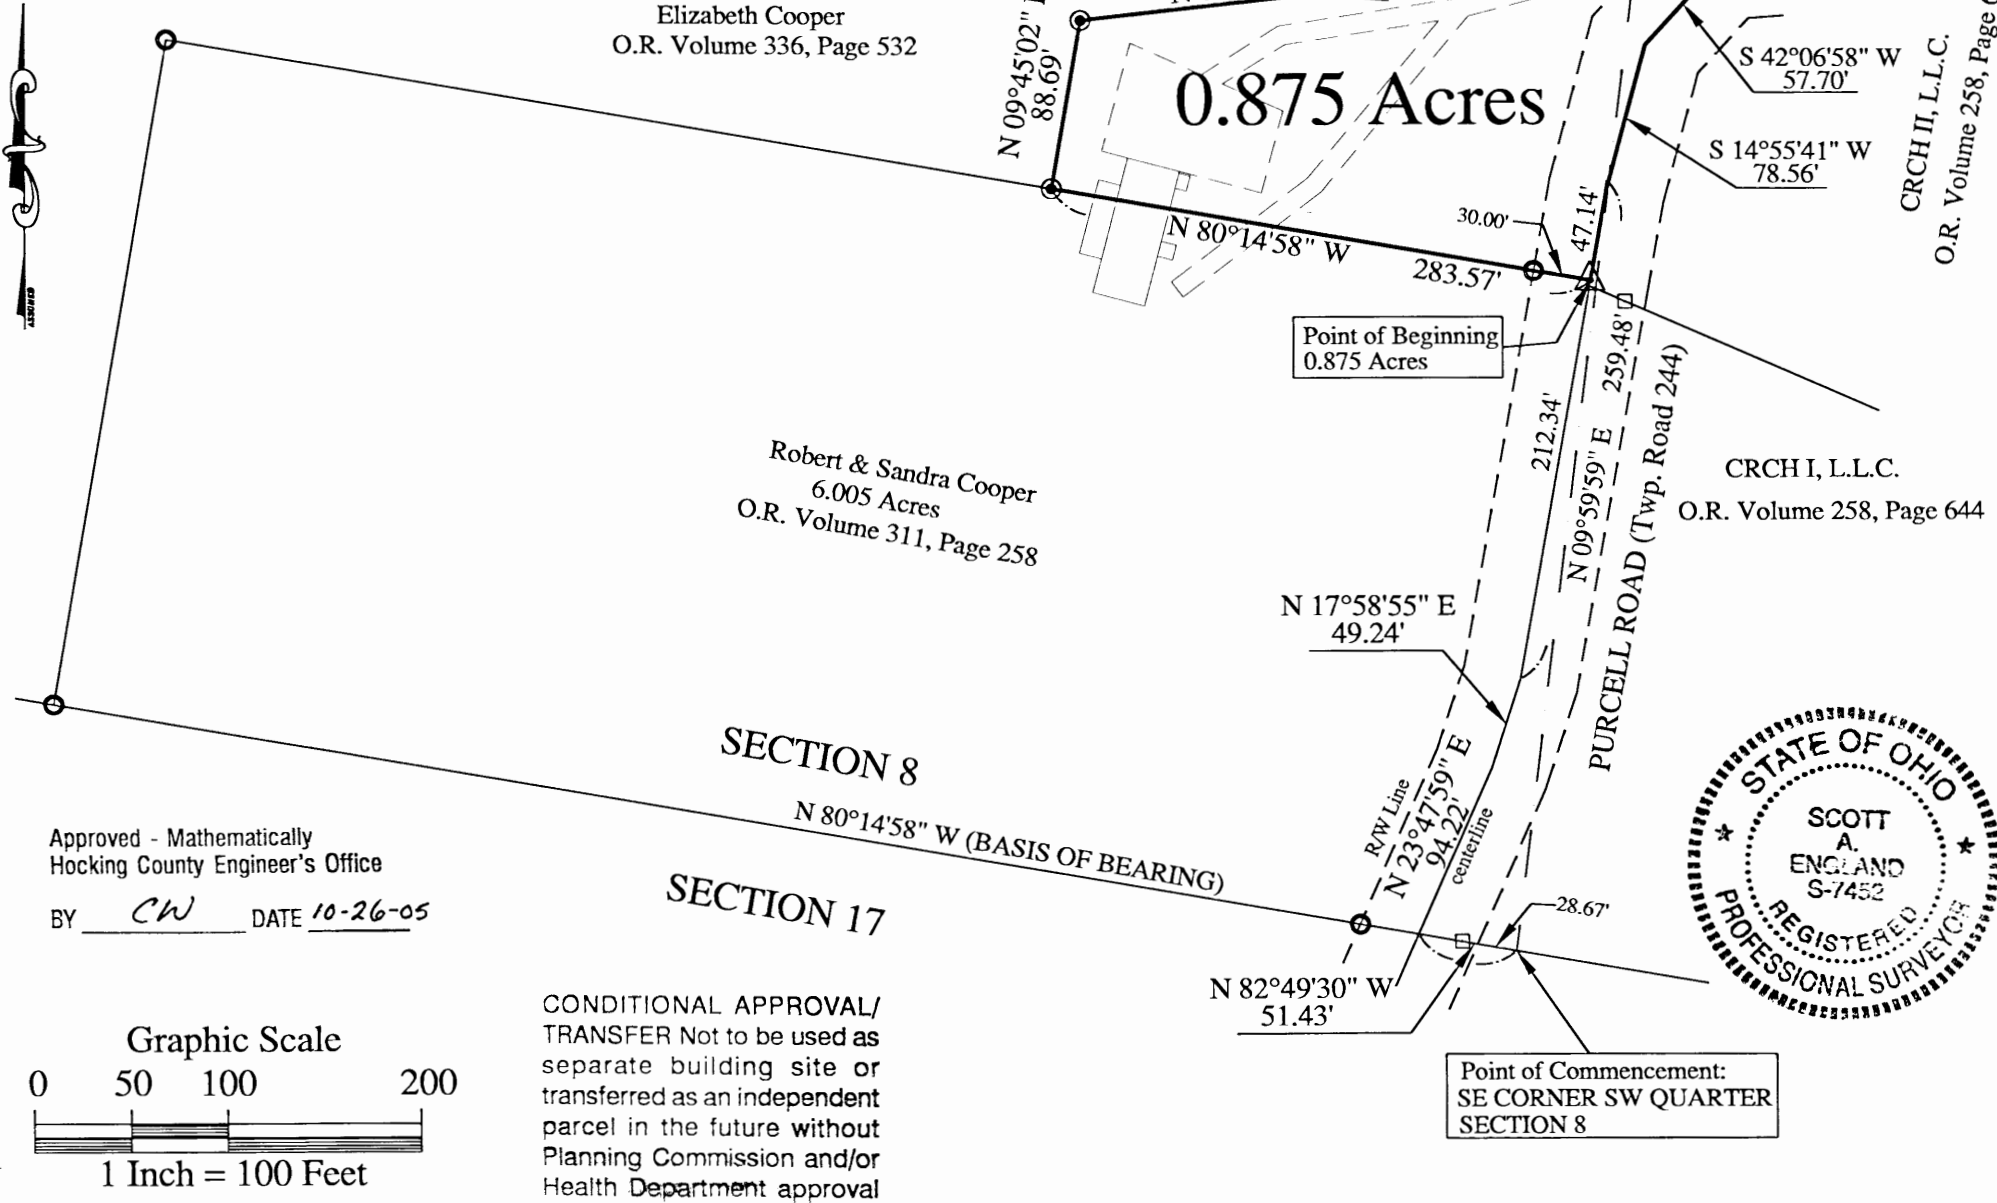 Elizabeth Cooper
O.R. Volume 336, Page 532
N 09°45'02"
88.69'
0.875 Acres
S 42°06'58" W
57.70'
S 14°55'41" W
78.56'
CRCH II, L.L.C.
O.R. Volume 258, Page
30.00'
47.14'
N 80°14'58" W
283.57'
Point of Beginning
0.875 Acres
212.34'
N 09°59'59" E 259.48'
PURCELL ROAD (Twp. Road 244)
CRCH I, L.L.C.
O.R. Volume 258, Page 644
Robert & Sandra Cooper
6.005 Acres
O.R. Volume 311, Page 258
N 17°58'55" E
49.24'
SECTION 8
N 80°14'58" W (BASIS OF BEARING)
SECTION 17
R/W Line
N 23°47'59" E
94.22'
centerline
28.67'
N 82°49'30" W
51.43'
Point of Commencement:
SE CORNER SW QUARTER
SECTION 8
STATE OF OHIO
SCOTT
A.
ENGLAND
S-7452
REGISTERED
PROFESSIONAL SURVEYOR
Approved - Mathematically
Hocking County Engineer's Office
BY CW DATE 10-26-05
Graphic Scale
0 50 100 200
1 Inch = 100 Feet
CONDITIONAL APPROVAL/
TRANSFER Not to be used as
separate building site or
transferred as an independent
parcel in the future without
Planning Commission and/or
Health Department approval